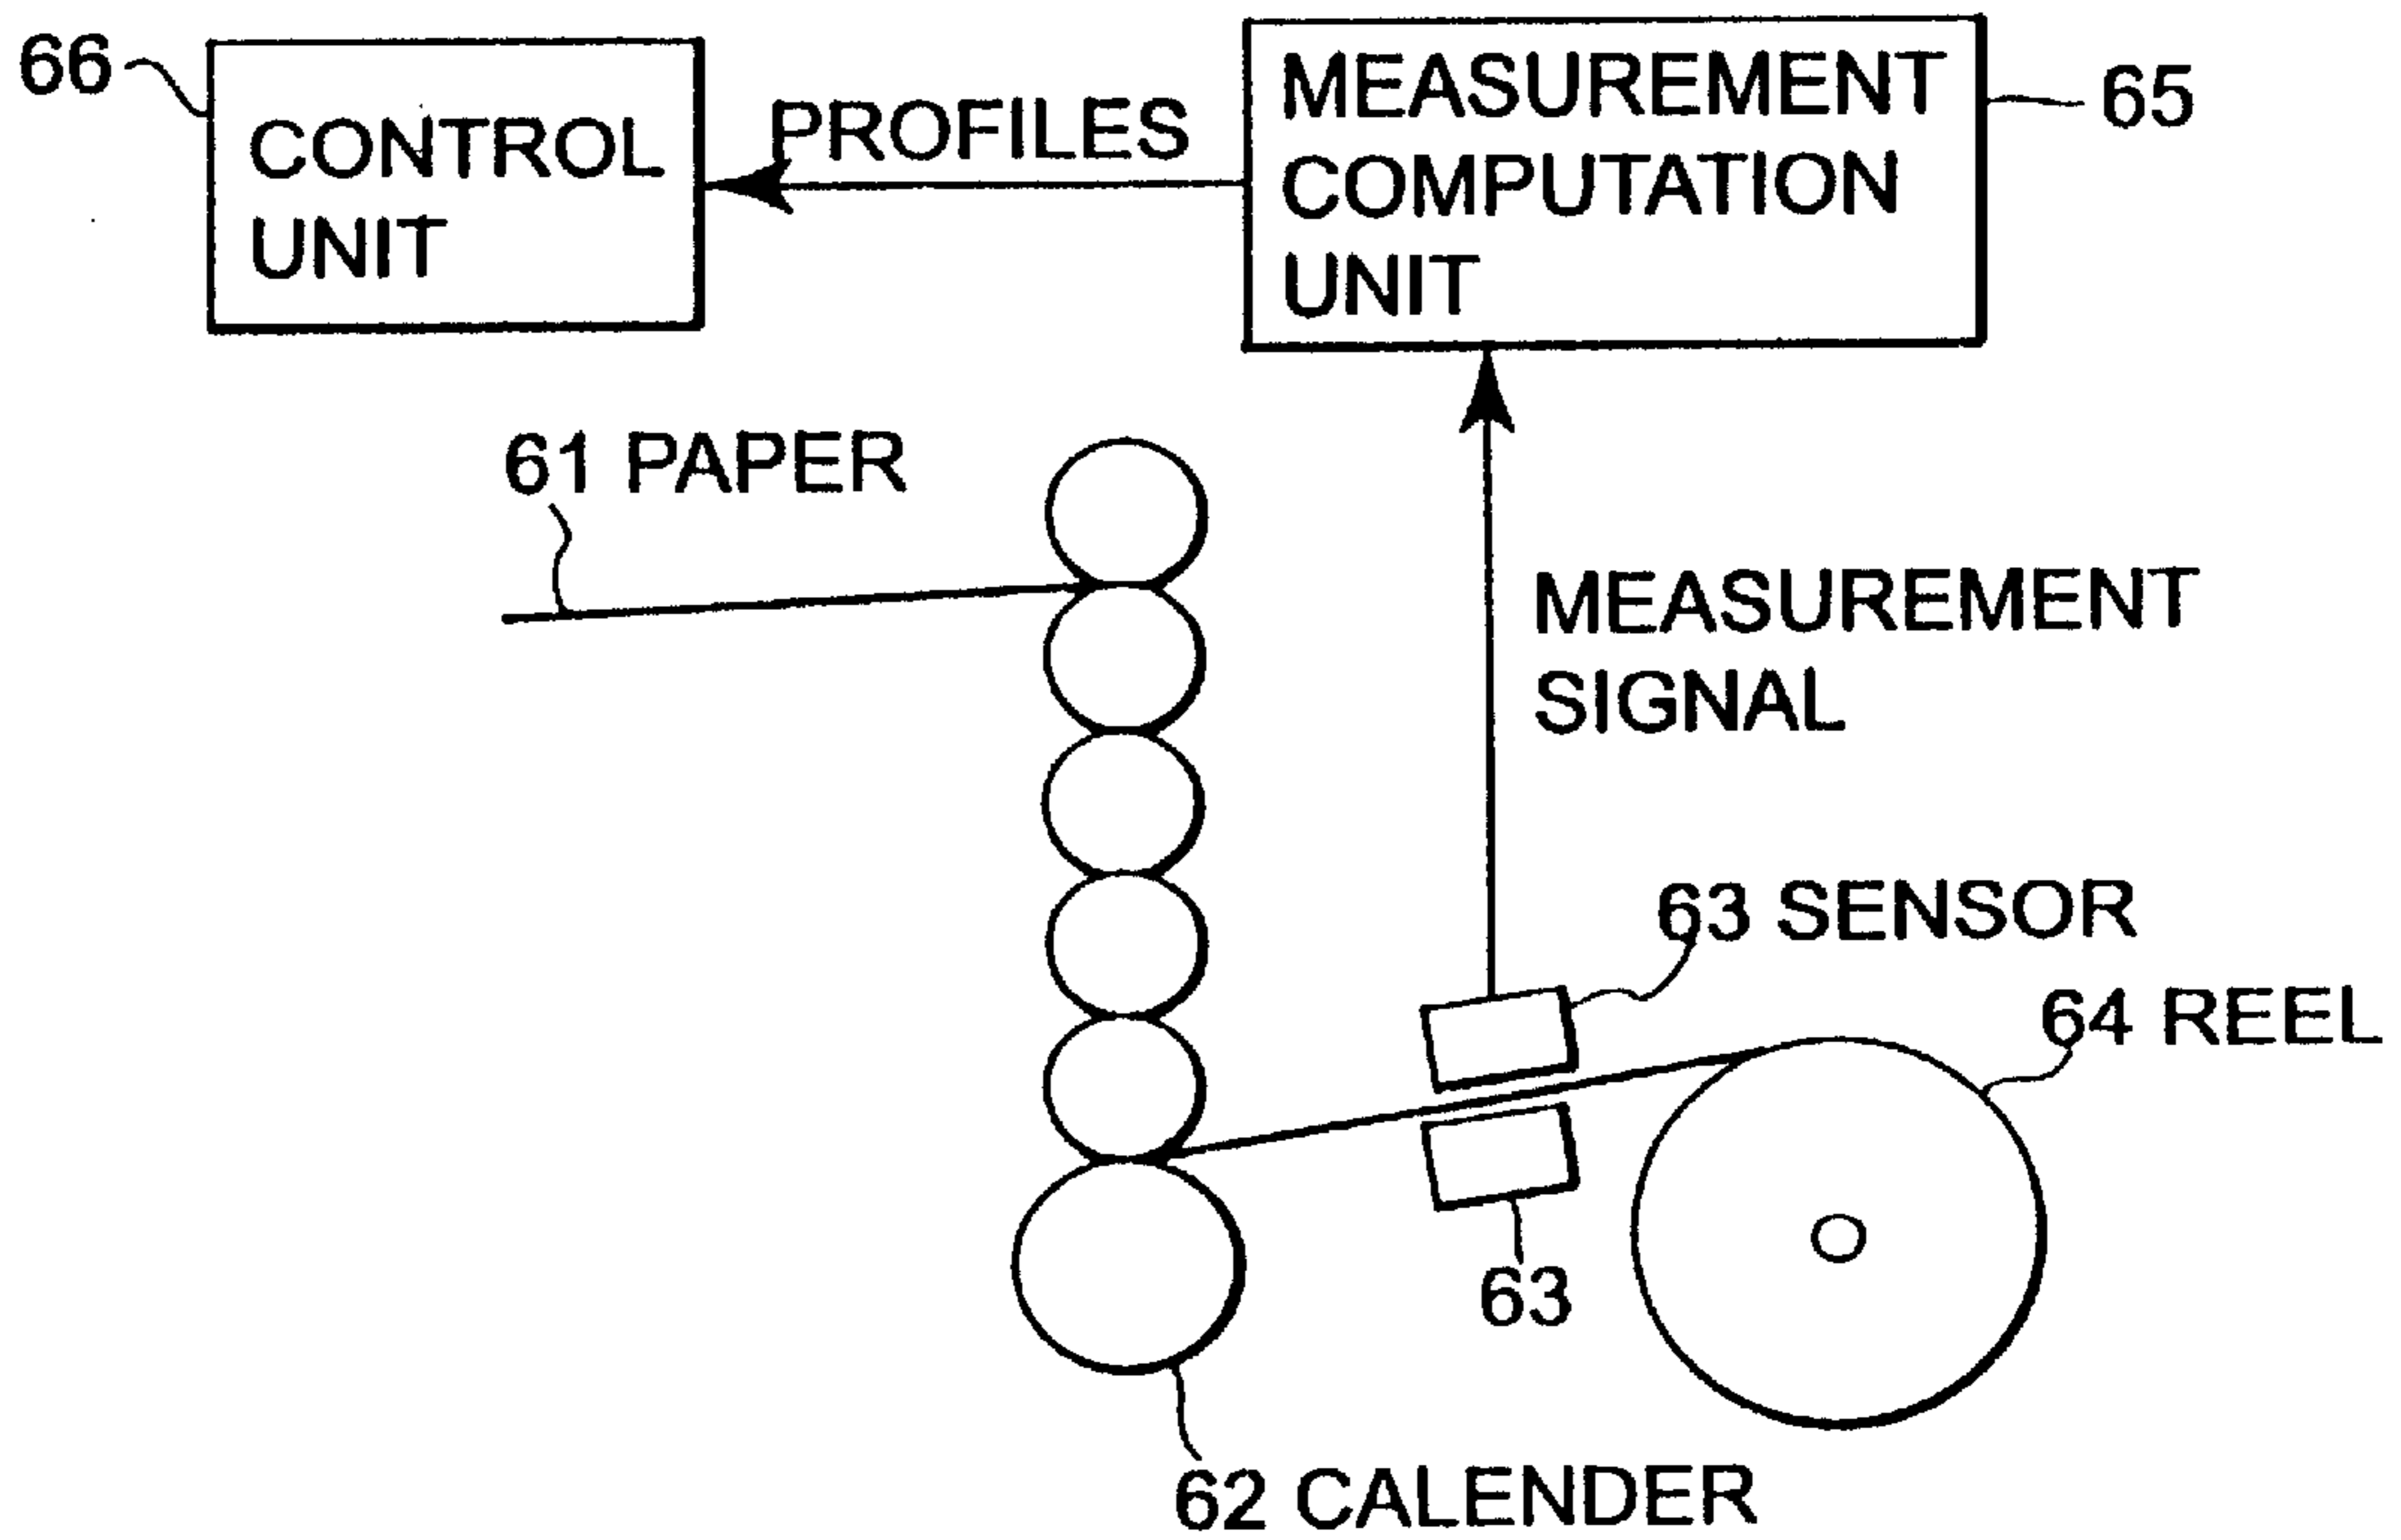 66
CONTROL
UNIT
PROFILES
MEASUREMENT
COMPUTATION
UNIT
65
61 PAPER
MEASUREMENT
SIGNAL
63 SENSOR
64 REEL
63
62 CALENDER